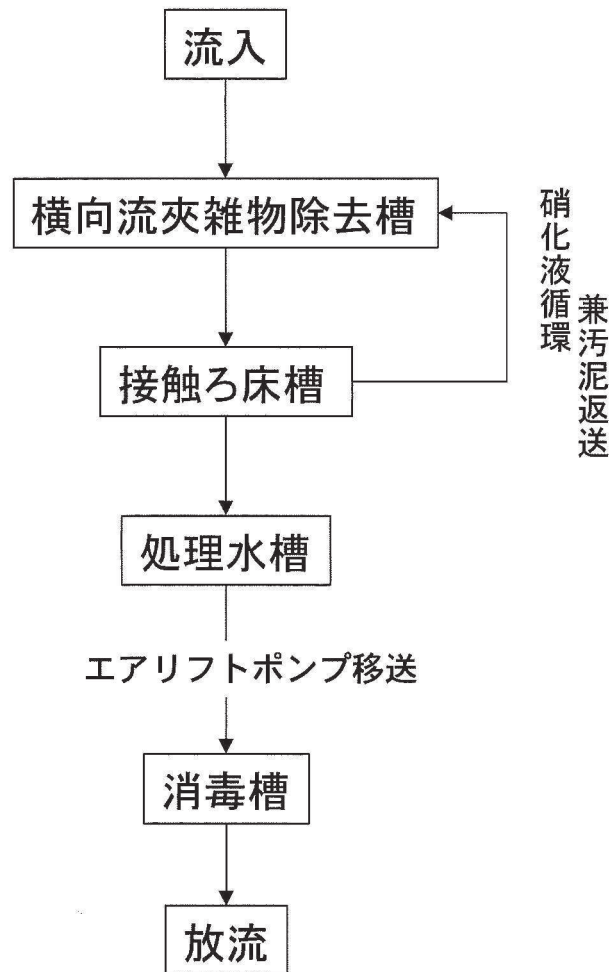 流入
横向流夾雑物除去槽
硝化液循環
兼汚泥返送
接触ろ床槽
処理水槽
エアリフトポンプ移送
消毒槽
放流